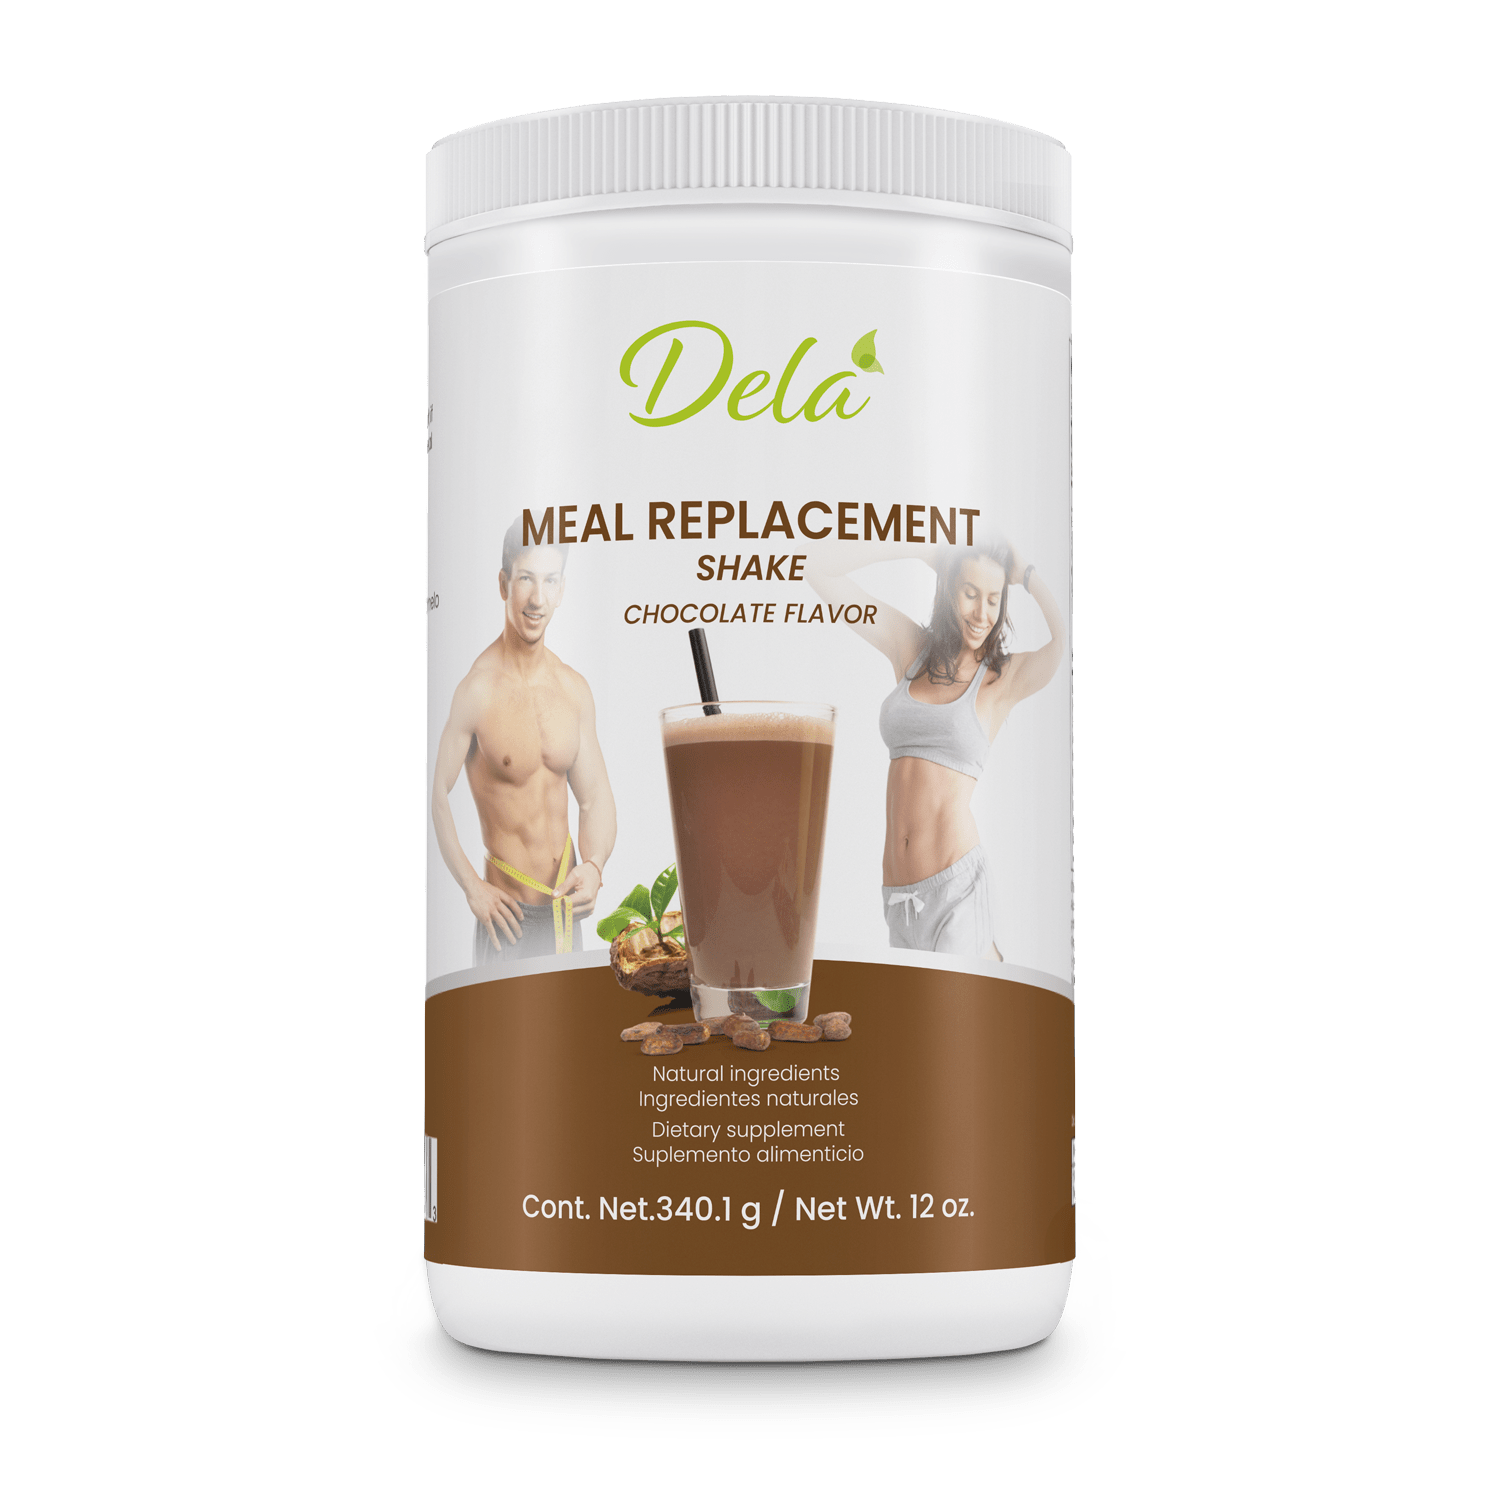 Dela
MEAL REPLACEMENT
SHAKE
CHOCOLATE FLAVOR
Natural ingredients
Ingredientes naturales
Dietary supplement
Suplemento alimenticio
Cont. Net.340.1 g / Net Wt. 12 oz.
3